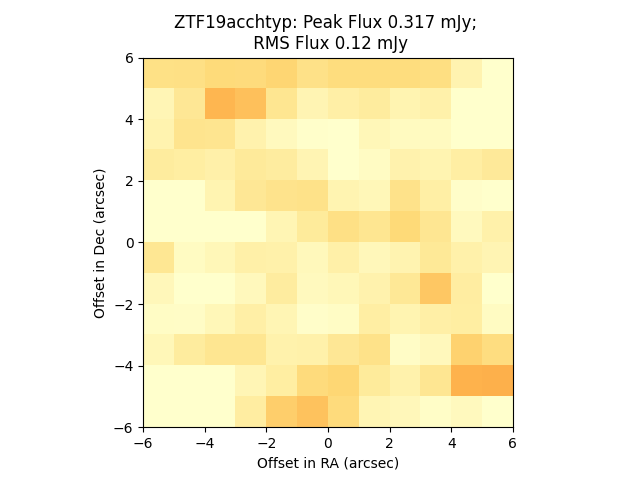 ZTF19acchtyp: Peak Flux 0.317 mJy;
RMS Flux 0.12 mJy
6
4
2
0
−2
−4
−6
Offset in Dec (arcsec)
−6 −4 −2 0 2 4 6
Offset in RA (arcsec)